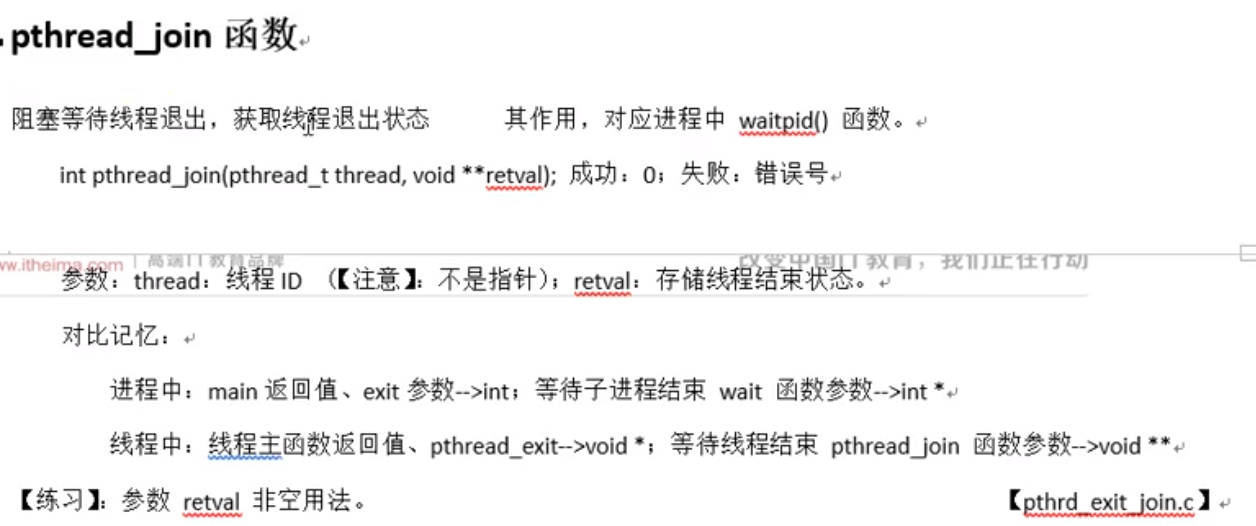 pthread_join 函数
阻塞等待线程退出，获取线程退出状态 其作用，对应进程中 waitpid() 函数。
int pthread_join(pthread_t thread, void **retval); 成功：0；失败：错误号
www.itheima.com 高端IT教育品牌 改变中国IT教育，我们正在行动
参数：thread：线程 ID （【注意】：不是指针）；retval：存储线程结束状态。
对比记忆：
进程中：main 返回值、exit 参数-->int；等待子进程结束 wait 函数参数-->int *
线程中：线程主函数返回值、pthread_exit-->void *；等待线程结束 pthread_join 函数参数-->void **
【练习】：参数 retval 非空用法。 【pthrd_exit_join.c】